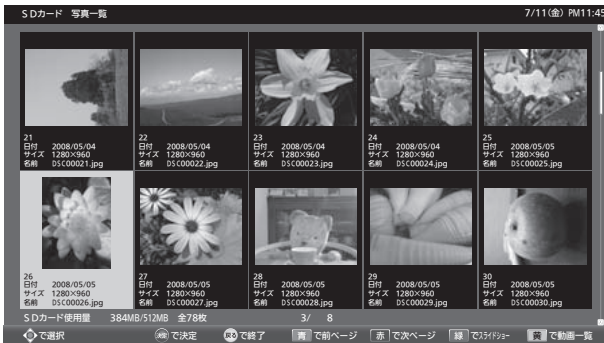 SDカード 写真一覧
7/11(金) PM11:45
21
日付 2008/05/04
サイズ 1280×960
名前 DSC00021.jpg
22
日付 2008/05/04
サイズ 1280×960
名前 DSC00022.jpg
23
日付 2008/05/04
サイズ 1280×960
名前 DSC00023.jpg
24
日付 2008/05/04
サイズ 1280×960
名前 DSC00024.jpg
25
日付 2008/05/05
サイズ 1280×960
名前 DSC00025.jpg
26
日付 2008/05/05
サイズ 1280×960
名前 DSC00026.jpg
27
日付 2008/05/05
サイズ 1280×960
名前 DSC00027.jpg
28
日付 2008/05/05
サイズ 1280×960
名前 DSC00028.jpg
29
日付 2008/05/05
サイズ 1280×960
名前 DSC00029.jpg
30
日付 2008/05/05
サイズ 1280×960
名前 DSC00030.jpg
SDカード使用量 384MB/512MB 全78枚 3/ 8
で選択 決定 で決定 戻る で終了 青 で前ページ 赤 で次ページ 緑 でスライドショー 黄 で動画一覧